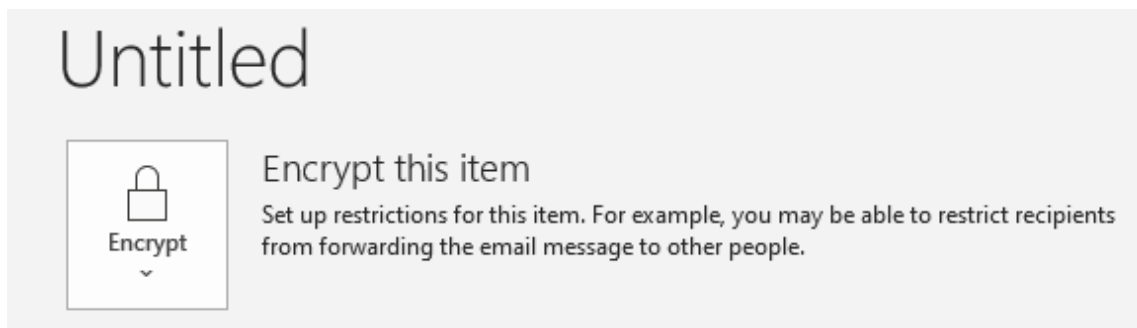 Untitled
Encrypt
Encrypt this item
Set up restrictions for this item. For example, you may be able to restrict recipients
from forwarding the email message to other people.